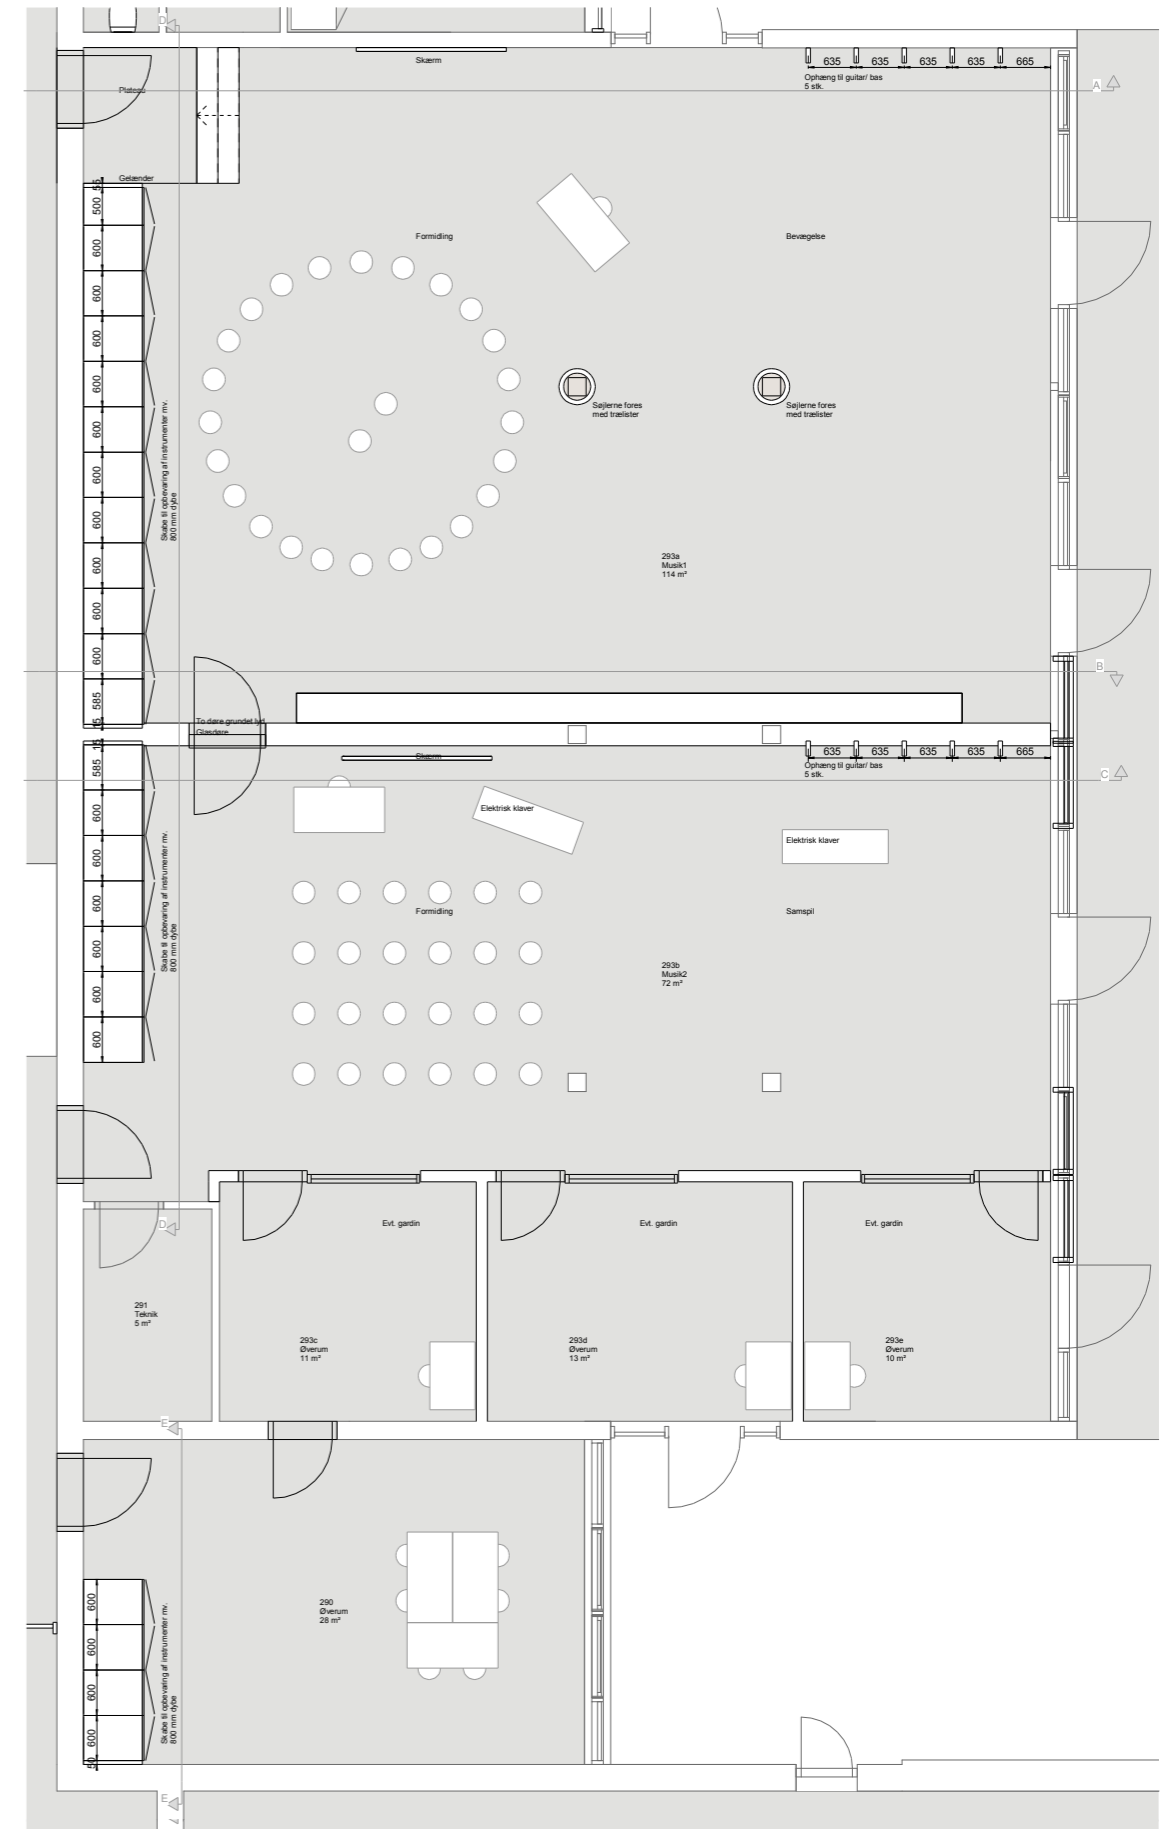 D
Skærm
635 635 635 635 665
Ophæng til guitar/ bas
5 stk.
A
Plateau
Gelænder
55
500
600
600
600
600
600
600
600
600
600
600
585
15
Skabe til opbevaring af instrumenter mv.
800 mm dybe
Formidling
Bevægelse
Søjlerne fores
med trælister
Søjlerne fores
med trælister
293a
Musik1
114 m²
B
To døre grundet lyd
Glasdøre
15
585
600
600
600
600
600
600
Skabe til opbevaring af instrumenter mv.
800 mm dybe
Skærm
635 635 635 635 665
Ophæng til guitar/ bas
5 stk.
C
Elektrisk klaver
Elektrisk klaver
Formidling
Samspil
293b
Musik2
72 m²
D
Evt. gardin
Evt. gardin
Evt. gardin
291
Teknik
5 m²
293c
Øverum
11 m²
293d
Øverum
13 m²
293e
Øverum
10 m²
E
290
Øverum
28 m²
600
600
600
600
50
Skabe til opbevaring af instrumenter mv.
800 mm dybe
E